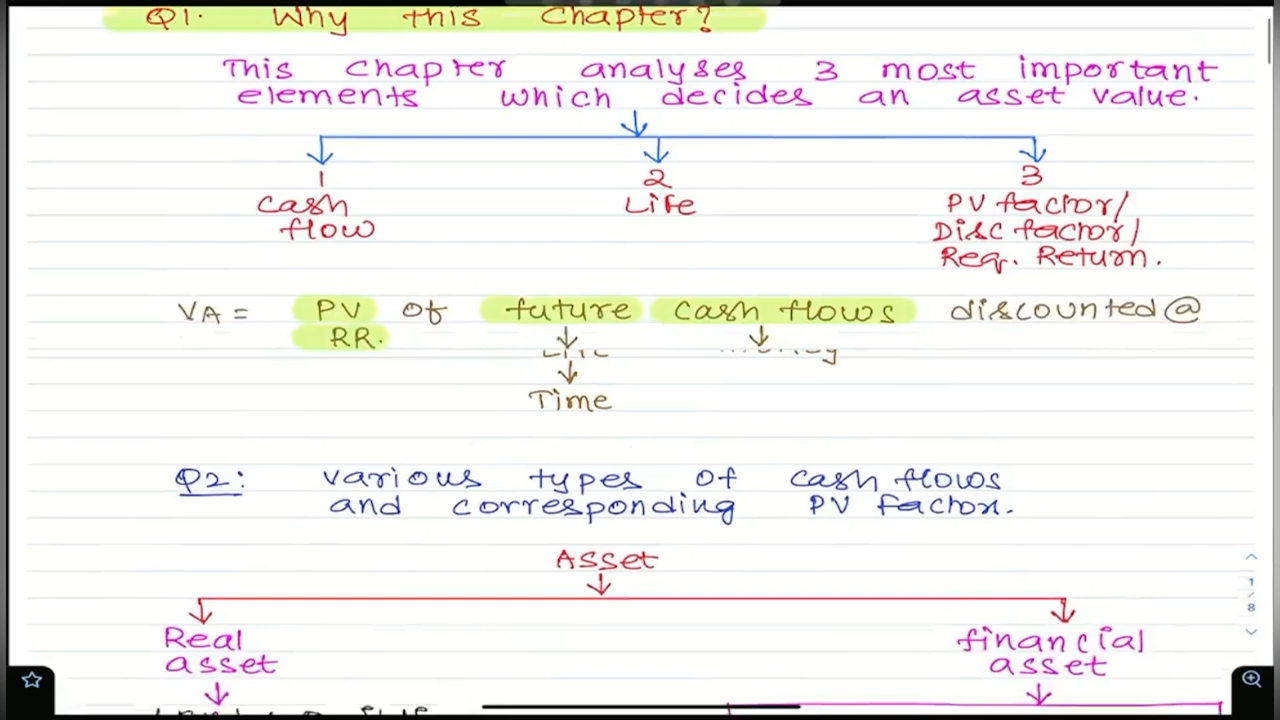 Q1. Why this Chapter?
This chapter analyses 3 most important
elements which decides an asset value.
1 2 3
Cash Life PV factor/
flow Disc factor/
Req. Return.
VA = PV of future cash flows discounted @
RR.
Time
Q2: various types of cash flows
and corresponding PV factor.
Asset
Real financial
asset asset
1
/
8